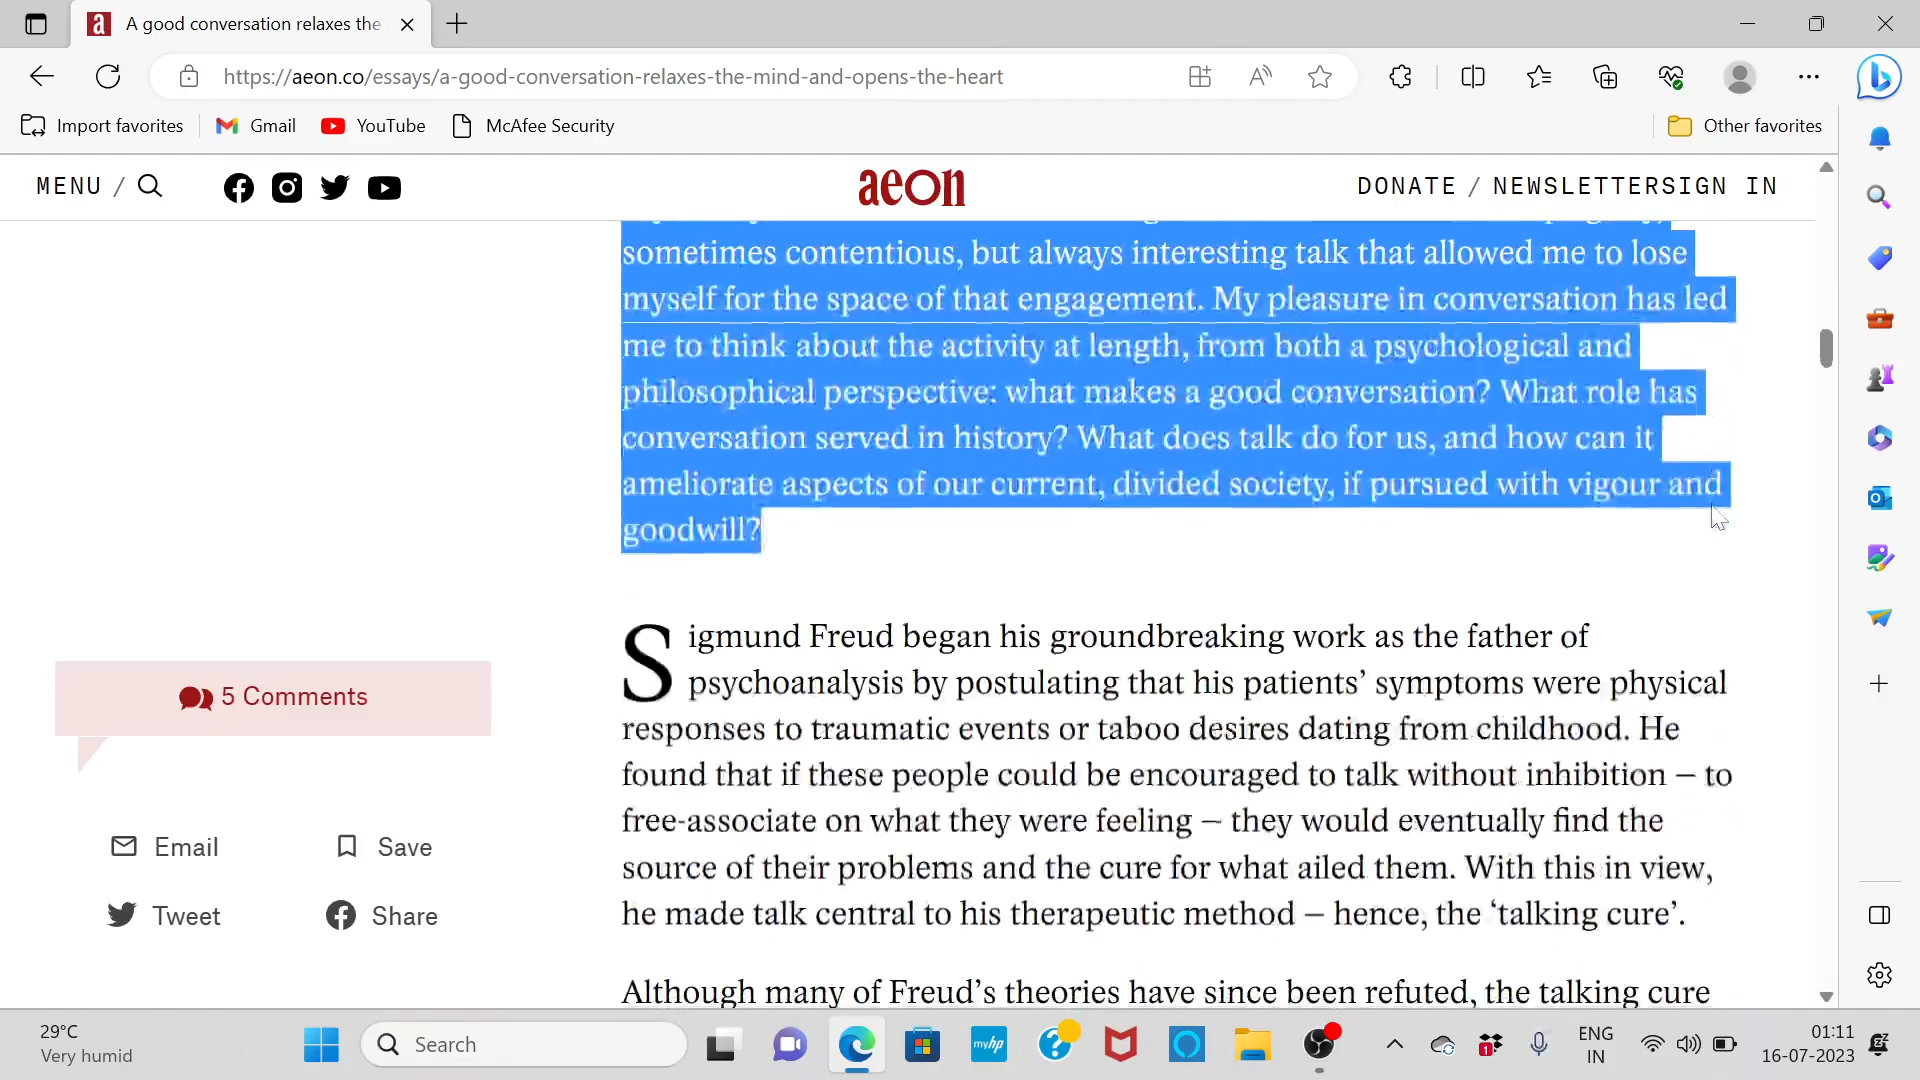 A good conversation relaxes the
https://aeon.co/essays/a-good-conversation-relaxes-the-mind-and-opens-the-heart
Import favorites
Gmail
YouTube
McAfee Security
Other favorites
MENU /
aeon
DONATE / NEWSLETTERSIGN IN
sometimes contentious, but always interesting talk that allowed me to lose
myself for the space of that engagement. My pleasure in conversation has led
me to think about the activity at length, from both a psychological and
philosophical perspective: what makes a good conversation? What role has
conversation served in history? What does talk do for us, and how can it
ameliorate aspects of our current, divided society, if pursued with vigour and
goodwill?
Sigmund Freud began his groundbreaking work as the father of
psychoanalysis by postulating that his patients’ symptoms were physical
responses to traumatic events or taboo desires dating from childhood. He
found that if these people could be encouraged to talk without inhibition – to
free-associate on what they were feeling – they would eventually find the
source of their problems and the cure for what ailed them. With this in view,
he made talk central to his therapeutic method – hence, the ‘talking cure’.
Although many of Freud’s theories have since been refuted, the talking cure
5 Comments
Email
Save
Tweet
Share
29°C
Very humid
Search
myhp
1
ENG
IN
01:11
16-07-2023